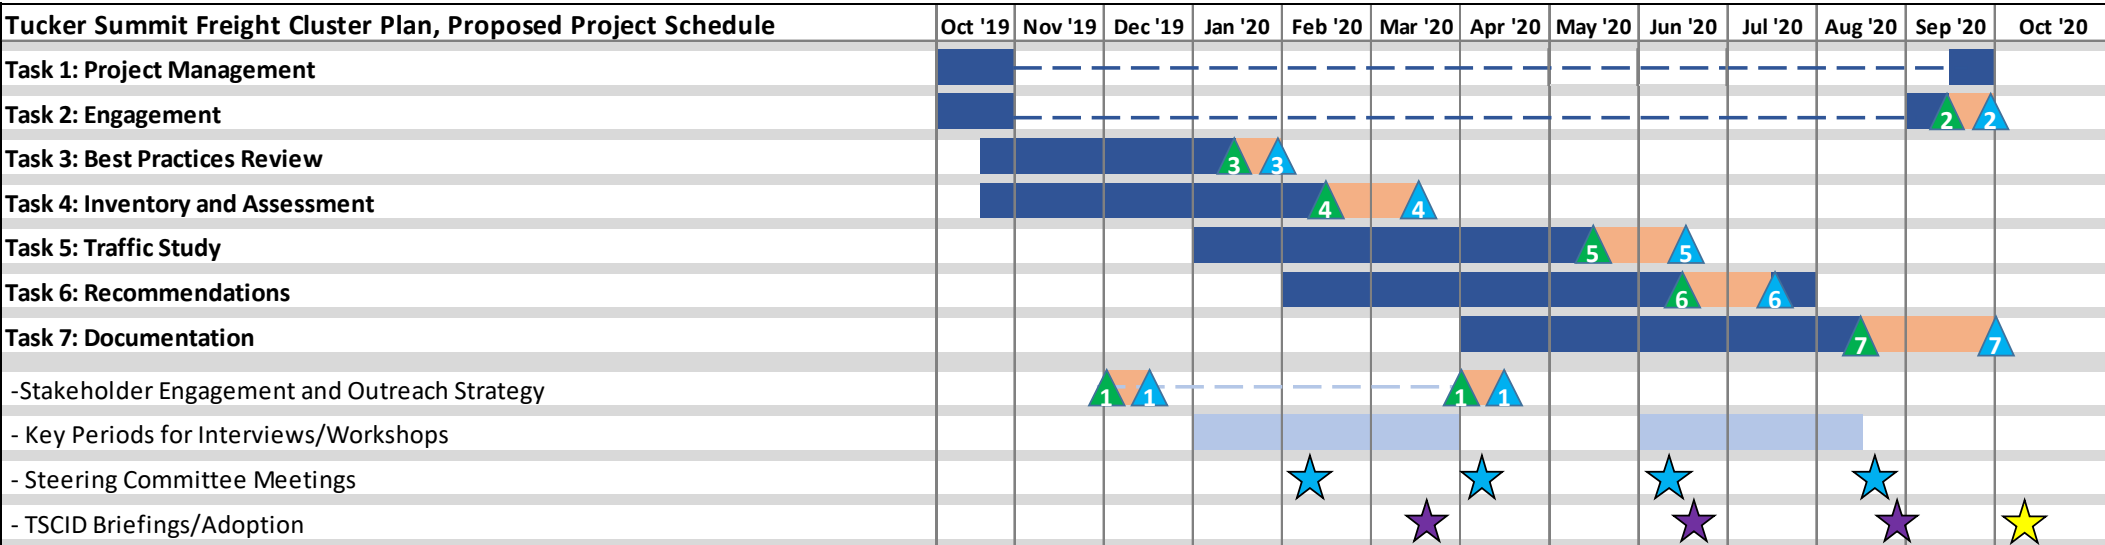 Tucker Summit Freight Cluster Plan, Proposed Project Schedule Oct '19 Nov '19 Dec '19 Jan '20 Feb '20 Mar '20 Apr '20 May '20 Jun '20 Jul '20 Aug '20 Sep '20 Oct '20
Task 1: Project Management
Task 2: Engagement 2 2
Task 3: Best Practices Review 3 3
Task 4: Inventory and Assessment 4 4
Task 5: Traffic Study 5 5
Task 6: Recommendations 6 6
Task 7: Documentation 7 7
-Stakeholder Engagement and Outreach Strategy 1 1 1 1
- Key Periods for Interviews/Workshops
- Steering Committee Meetings
- TSCID Briefings/Adoption